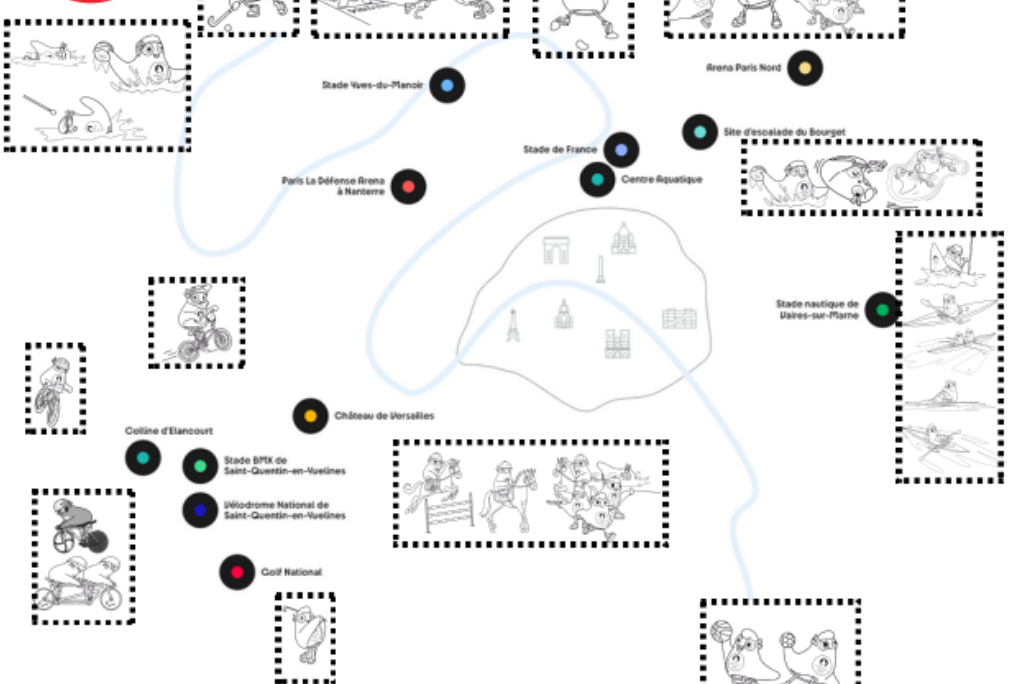 Arena Paris Nord
Stade Yves-du-Manoir
Site d'escalade du Bourget
Stade de France
Centre Aquatique
Paris La Défense Arena
à Nanterre
Stade nautique de
Vaires-sur-Marne
Château de Versailles
Colline d'Elancourt
Stade BMX de
Saint-Quentin-en-Yvelines
Vélodrome National de
Saint-Quentin-en-Yvelines
Golf National